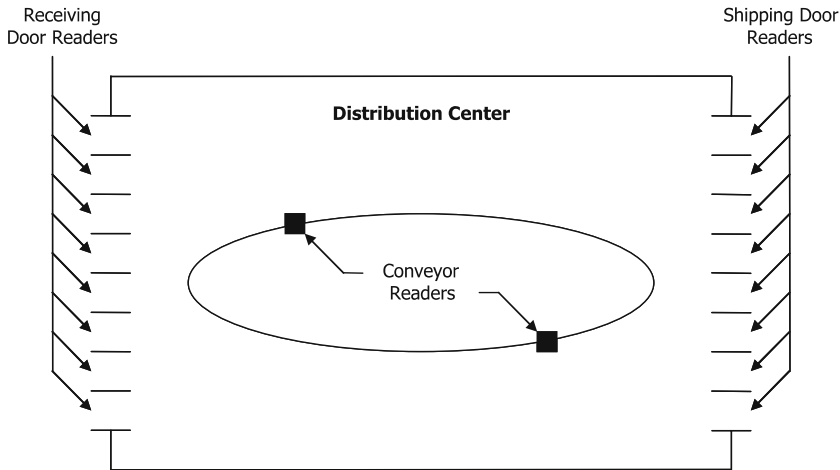 Receiving
Door Readers
Shipping Door
Readers
Distribution Center
Conveyor
Readers